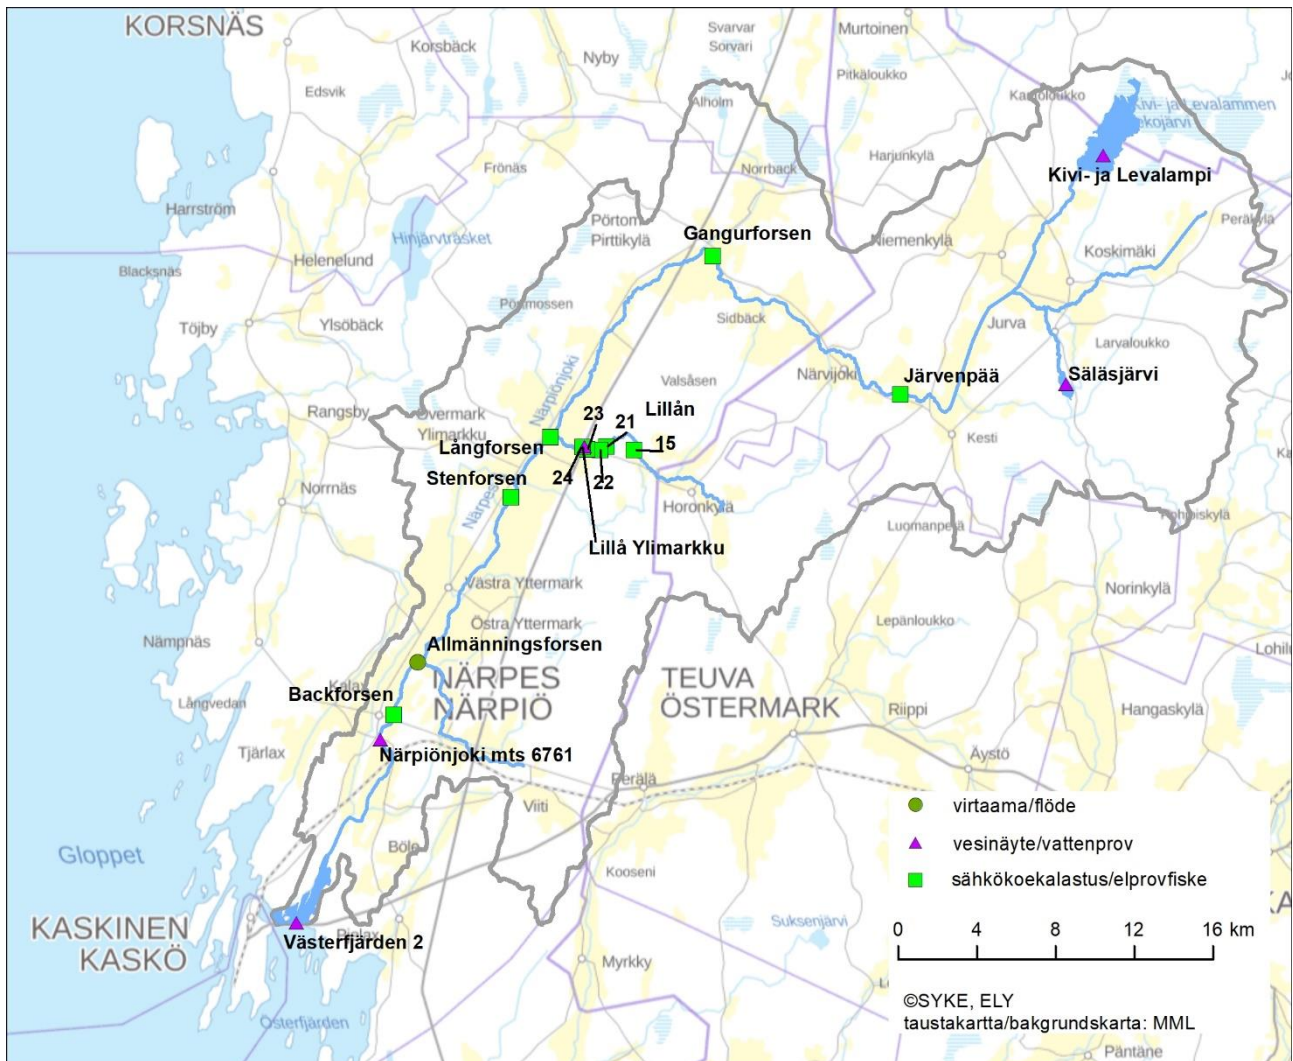 KORSNÄS
Korsbäck
Svarvar
Sorvari
Murtoinen
Nyby
Edsvik
Alholm
Pitkäloukko
Kivi- ja Levalammen
Frönäs
Norrback
Harjunkylä
Kivi- ja Levalampi
Harrström
Pörtom
Pirttikylä
Gangurforsen
Niemenkylä
Peräkylä
Hinjärvträsket
Koskimäki
Blacksnäs
Helenelund
Töjby
Ylsöbäck
Sidbäck
Jurva
Larvaloukko
Närpiönjoki
Valsåsen
Närvijoki
Järvenpää
Säläsjärvi
Rangsby
Övermark
Ylimarkku
23
21
Lillån
Långforsen
15
Kesti
24
22
Stenforsen
Norrnäs
Närpes
Horonkylä
Luomanperä
Lillå Ylimarkku
Västra Yttermark
Norinkylä
Östra Yttermark
Lepänloukko
Nämpnäs
Allmänningsforsen
NÄRPES
NÄRPIÖ
TEUVA
ÖSTERMARK
Kalax
Backforsen
Långvedan
Riippi
Hangaskylä
Tjärlax
Närpiönjoki mts 6761
Äystö
Perälä
Viiti
virtaama/flöde
Böle
vesinäyte/vattenprov
Gloppet
Kooseni
sähkökoekalastus/elprovfiske
KASKINEN
KASKÖ
Västerfjärden 2
Suksenjärvi
0 4 8 12 16 km
Myrkky
Österfjärden
©SYKE, ELY
taustakartta/bakgrundskarta: MML
Päntäne